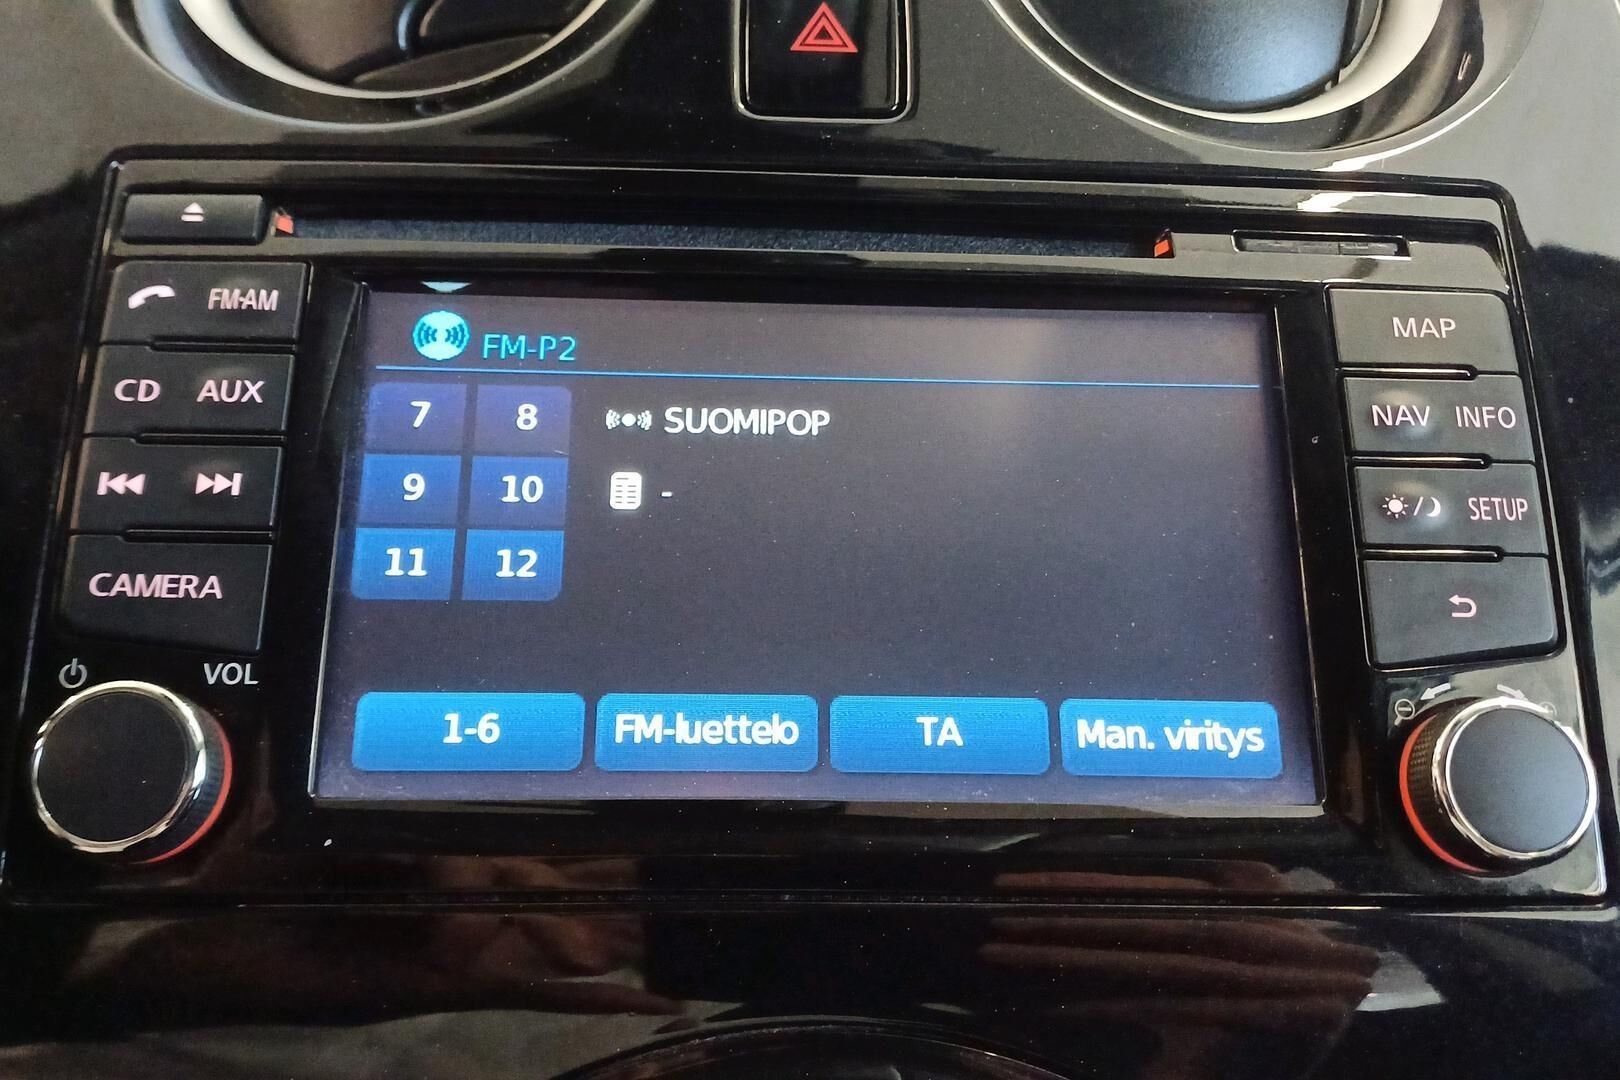 FM·AM
CD AUX
CAMERA
VOL
FM-P2
7 8
9 10
11 12
SUOMIPOP
-
1-6 FM-luettelo TA Man. viritys
MAP
NAV INFO
SETUP